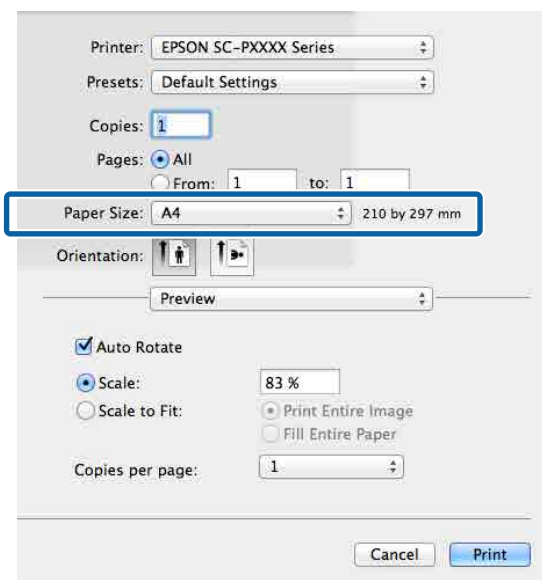 Printer: EPSON SC-PXXXX Series
Presets: Default Settings
Copies: 1
Pages: All
From: 1 to: 1
Paper Size: A4 210 by 297 mm
Orientation:
Preview
Auto Rotate
Scale: 83 %
Scale to Fit: Print Entire Image
Fill Entire Paper
Copies per page: 1
Cancel Print